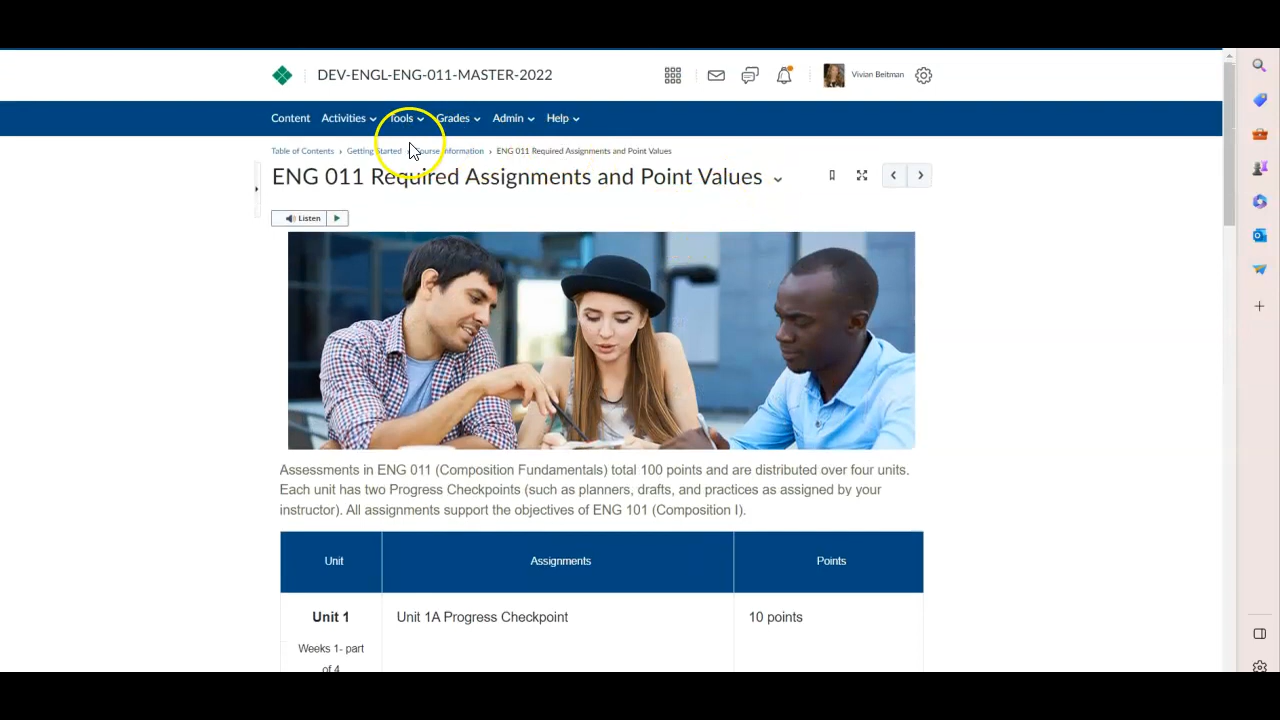 DEV-ENGL-ENG-011-MASTER-2022
Vivian Beitman
Content Activities Tools Grades Admin Help
Table of Contents › Getting Started › Course Information › ENG 011 Required Assignments and Point Values
ENG 011 Required Assignments and Point Values
Listen
Assessments in ENG 011 (Composition Fundamentals) total 100 points and are distributed over four units.
Each unit has two Progress Checkpoints (such as planners, drafts, and practices as assigned by your
instructor). All assignments support the objectives of ENG 101 (Composition I).
Unit Assignments Points
Unit 1 Unit 1A Progress Checkpoint 10 points
Weeks 1- part
of 4